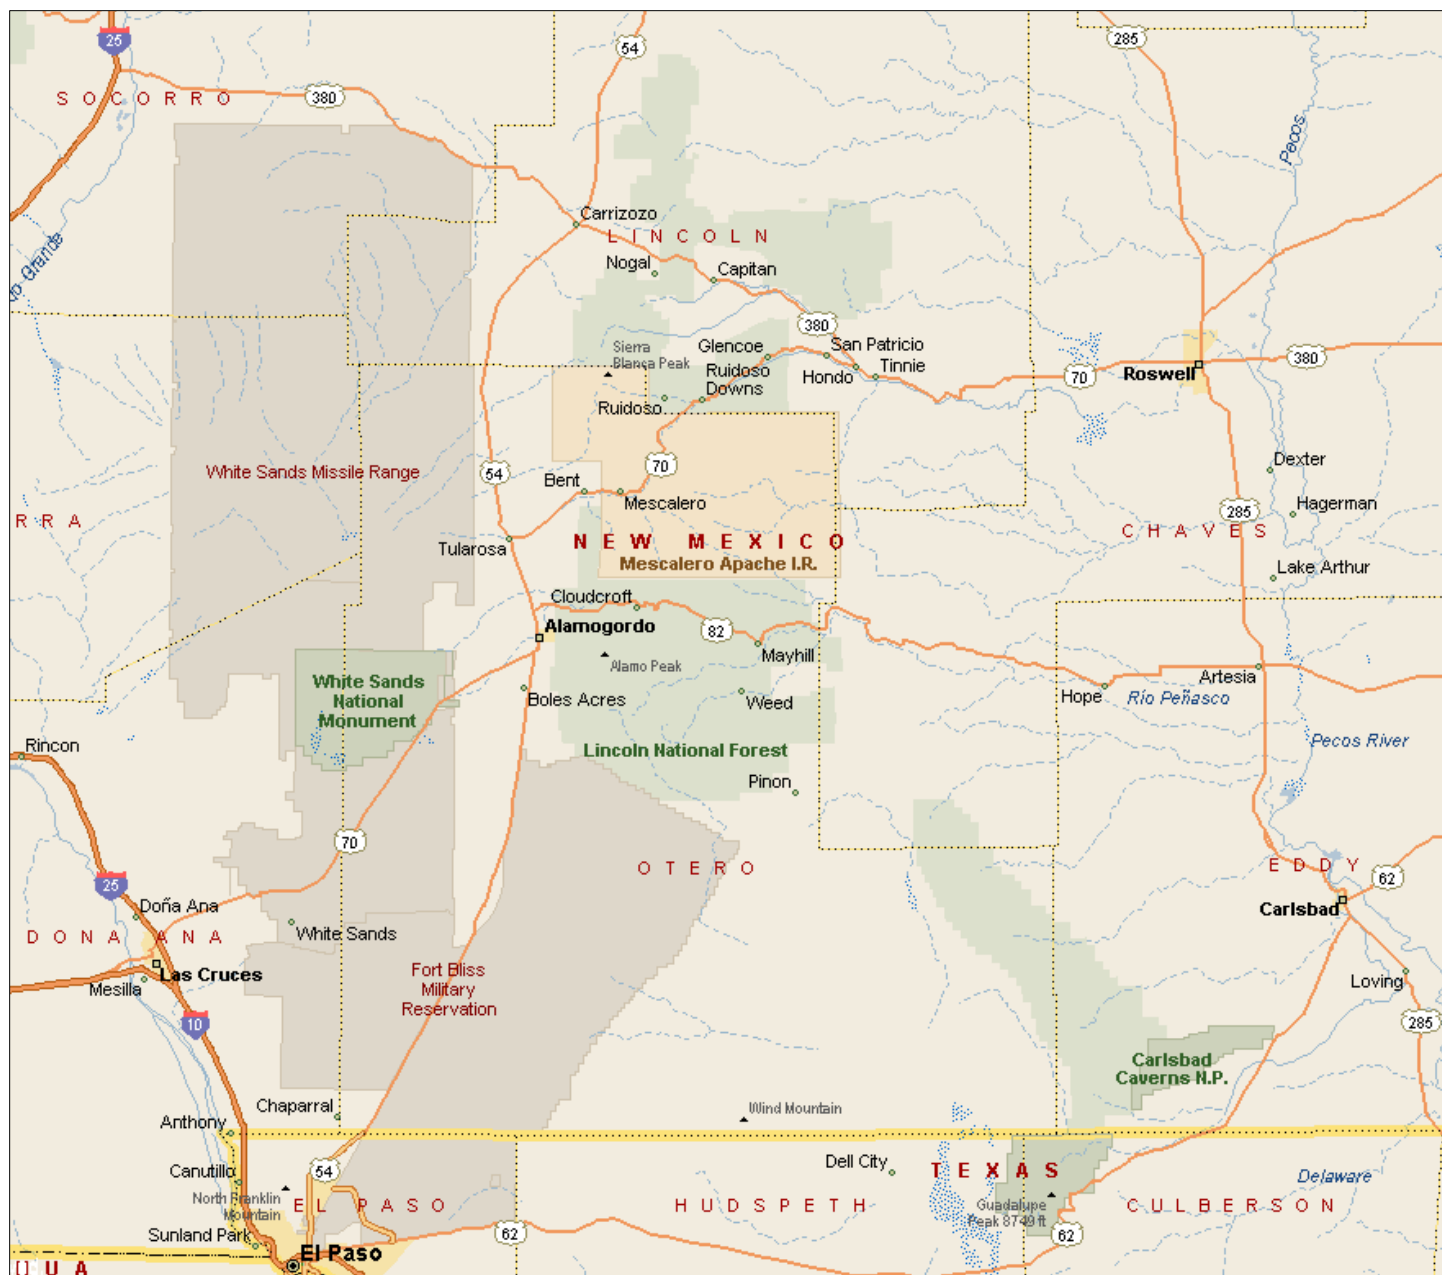 25
54
285
SOCORRO
380
Pecos
Carrizozo
LINCOLN
Nogal
Capitan
Grande
380
Sierra
Blanca Peak
Glencoe
San Patricio
Ruidoso
Downs
Hondo
Tinnie
Ruidoso
70
Roswell
380
White Sands Missile Range
54
70
Bent
Mescalero
Dexter
Hagerman
285
RRA
CHAVES
Tularosa
NEW MEXICO
Mescalero Apache I.R.
Lake Arthur
Cloudcroft
Alamogordo
82
Mayhill
Alamo Peak
White Sands
National
Monument
Boles Acres
Weed
Hope
Artesia
Río Peñasco
Rincon
Lincoln National Forest
Pecos River
Pinon
70
OTERO
EDDY
62
25
Doña Ana
Carlsbad
DONA ANA
White Sands
Las Cruces
Mesilla
Fort Bliss
Military
Reservation
Loving
10
285
Carlsbad
Caverns N.P.
Chaparral
Wind Mountain
Anthony
Canutillo
54
Dell City
TEXAS
North Franklin
Mountain
EL PASO
HUDSPETH
Guadalupe
Peak 8749 ft
CULBERSON
Delaware
Sunland Park
62
62
El Paso
UA